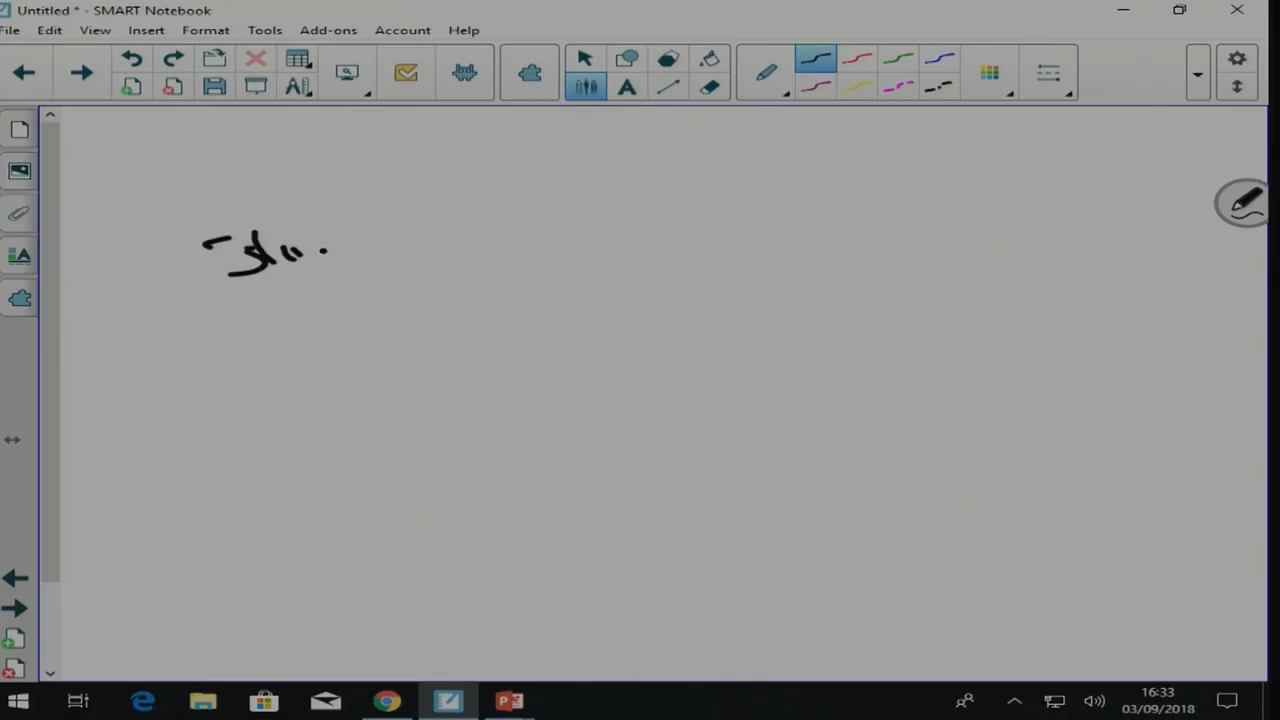 Untitled * - SMART Notebook
File Edit View Insert Format Tools Add-ons Account Help
16:33
03/09/2018